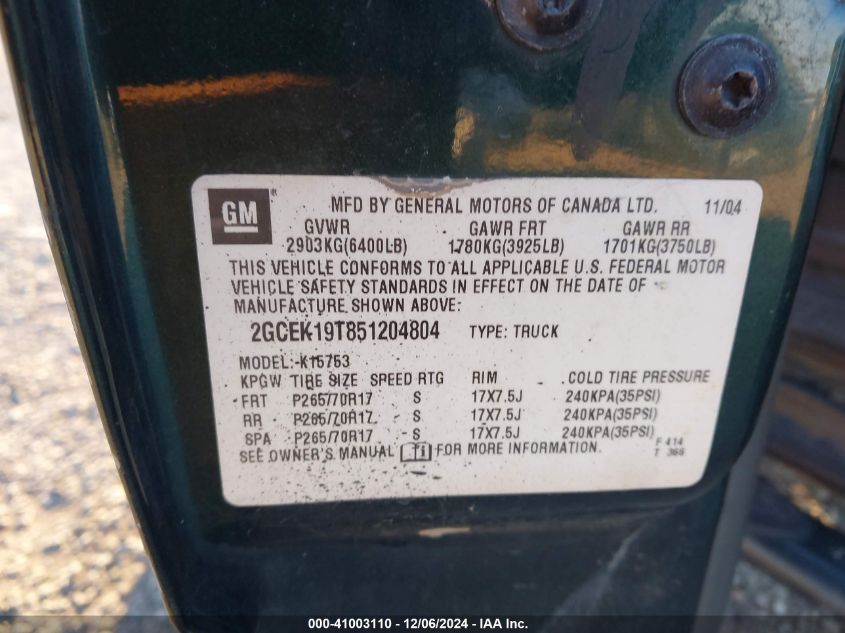 GM ® MFD BY GENERAL MOTORS OF CANADA LTD. 11/04
GVWR GAWR FRT GAWR RR
2903KG(6400LB) 1780KG(3925LB) 1701KG(3750LB)
THIS VEHICLE CONFORMS TO ALL APPLICABLE U.S. FEDERAL MOTOR
VEHICLE SAFETY STANDARDS IN EFFECT ON THE DATE OF
MANUFACTURE SHOWN ABOVE:
2GCEK19T851204804 TYPE: TRUCK
MODEL: K15753
KPGW TIRE SIZE SPEED RTG RIM COLD TIRE PRESSURE
FRT P265/70R17 S 17X7.5J 240KPA(35PSI)
RR P265/70R17 S 17X7.5J 240KPA(35PSI)
SPA P265/70R17 S 17X7.5J 240KPA(35PSI)
SEE OWNER'S MANUAL FOR MORE INFORMATION.
F 414
T 366
000-41003110 - 12/06/2024 - IAA Inc.